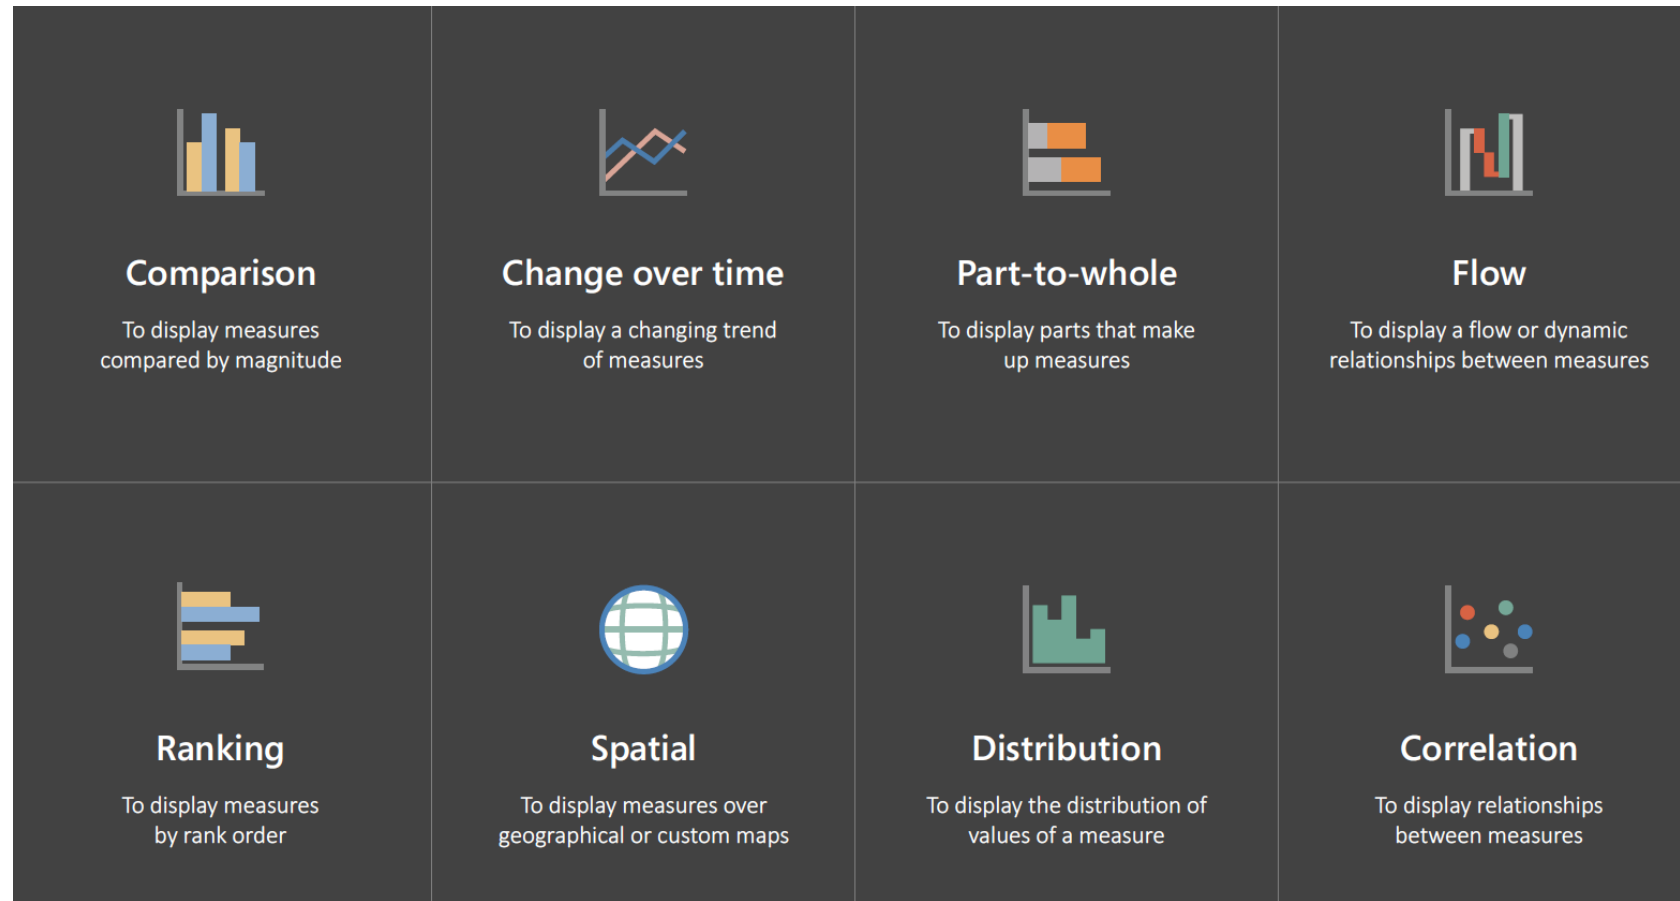 Comparison
To display measures
compared by magnitude
Change over time
To display a changing trend
of measures
Part-to-whole
To display parts that make
up measures
Flow
To display a flow or dynamic
relationships between measures
Ranking
To display measures
by rank order
Spatial
To display measures over
geographical or custom maps
Distribution
To display the distribution of
values of a measure
Correlation
To display relationships
between measures